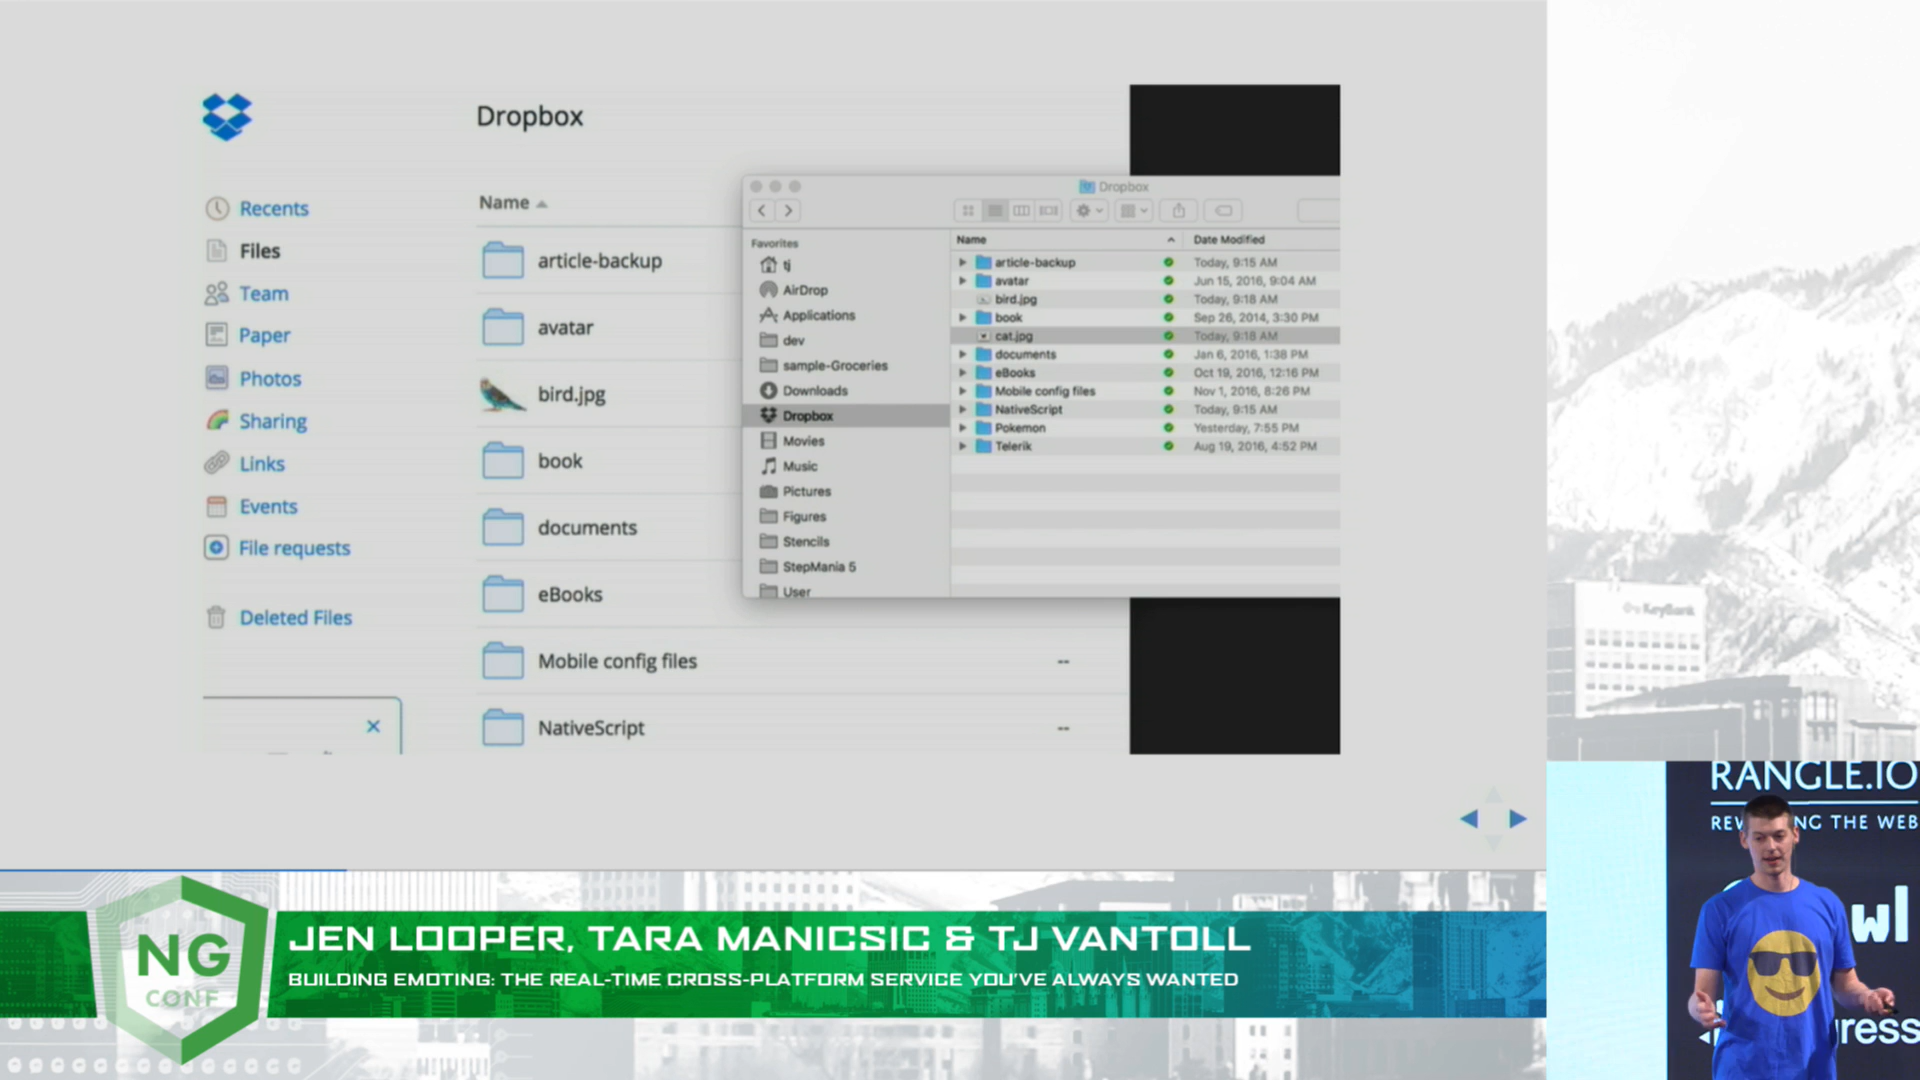 Dropbox
Recents
Files
Team
Paper
Photos
Sharing
Links
Events
File requests
Deleted Files
Name
article-backup
avatar
bird.jpg
book
documents
eBooks
Mobile config files --
NativeScript --
Dropbox
Favorites
tj
AirDrop
Applications
dev
sample-Groceries
Downloads
Dropbox
Movies
Music
Pictures
Figures
Stencils
StepMania 5
User
Name Date Modified
article-backup Today, 9:15 AM
avatar Jun 15, 2016, 9:04 AM
bird.jpg Today, 9:18 AM
book Sep 26, 2014, 3:30 PM
cat.jpg Today, 9:18 AM
documents Jan 6, 2016, 1:38 PM
eBooks Oct 19, 2016, 12:16 PM
Mobile config files Nov 1, 2016, 8:26 PM
NativeScript Today, 9:15 AM
Pokemon Yesterday, 7:55 PM
Telerik Aug 19, 2016, 4:52 PM
KeyBank
RANGLE.IO
THE WEB
NG
CONF
JEN LOOPER, TARA MANICSIC & TJ VANTOLL
BUILDING EMOTING: THE REAL-TIME CROSS-PLATFORM SERVICE YOU'VE ALWAYS WANTED